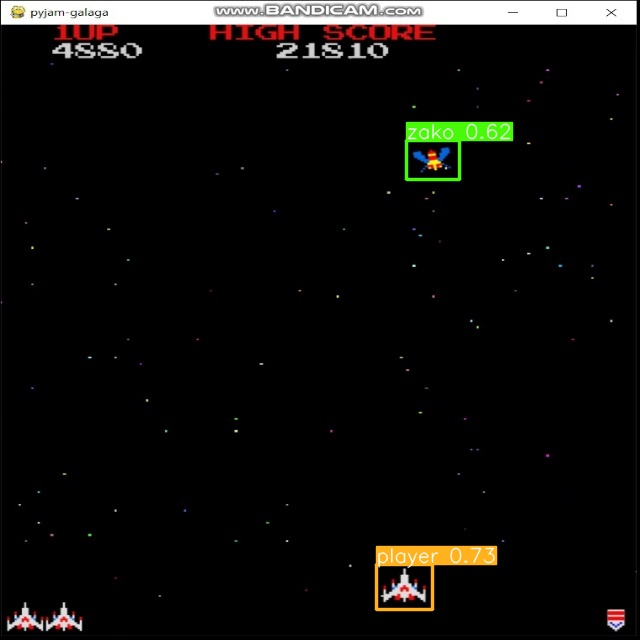 pyjam-galaga
www.BANDICAM.com
1UP HIGH SCORE
4880 21810
zako 0.62
player 0.73